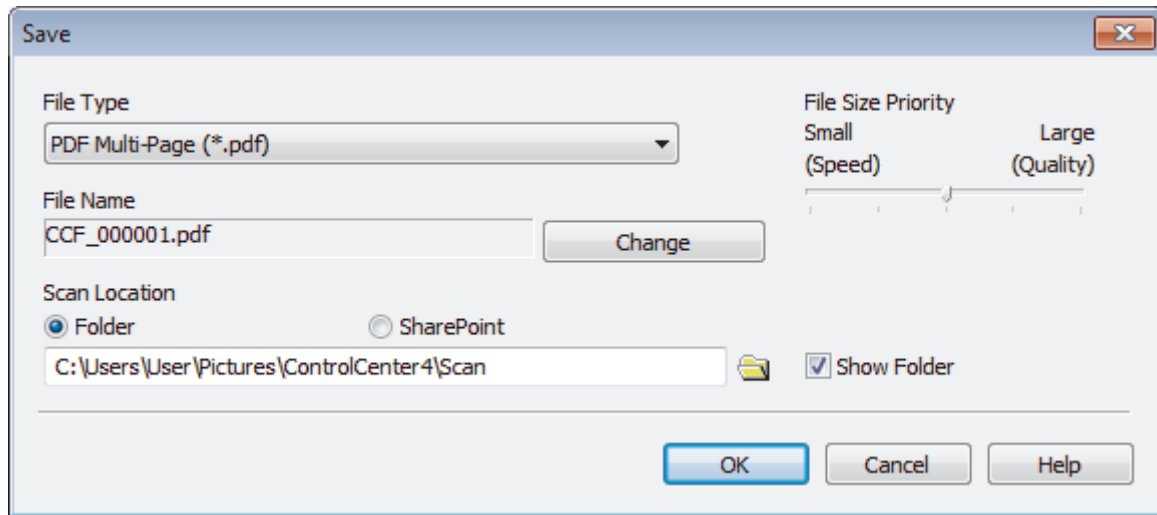 Save
File Type
PDF Multi-Page (*.pdf)
File Name
CCF_000001.pdf
Change
File Size Priority
Small Large
(Speed) (Quality)
Scan Location
Folder SharePoint
C:\Users\User\Pictures\ControlCenter4\Scan
Show Folder
OK Cancel Help